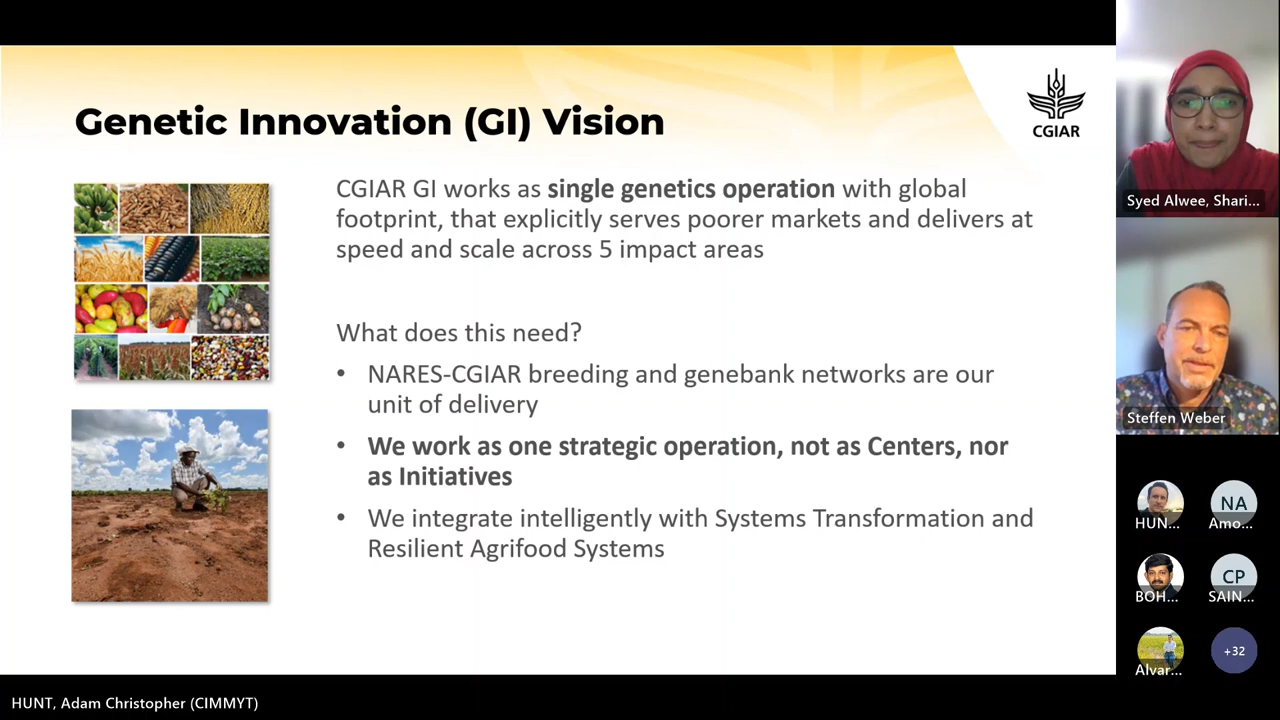 Genetic Innovation (GI) Vision
CGIAR
CGIAR GI works as single genetics operation with global
footprint, that explicitly serves poorer markets and delivers at
speed and scale across 5 impact areas
What does this need?
• NARES-CGIAR breeding and genebank networks are our
unit of delivery
• We work as one strategic operation, not as Centers, nor
as Initiatives
• We integrate intelligently with Systems Transformation and
Resilient Agrifood Systems
Syed Alwee, Shari...
Steffen Weber
HUN...
NA
Amo...
BOH...
CP
SAIN...
Alvar...
+32
HUNT, Adam Christopher (CIMMYT)